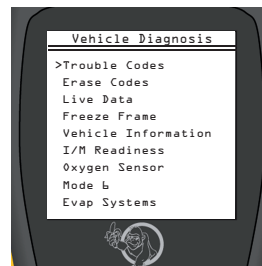 Vehicle Diagnosis
>Trouble Codes
Erase Codes
Live Data
Freeze Frame
Vehicle Information
I/M Readiness
Oxygen Sensor
Mode 6
Evap Systems